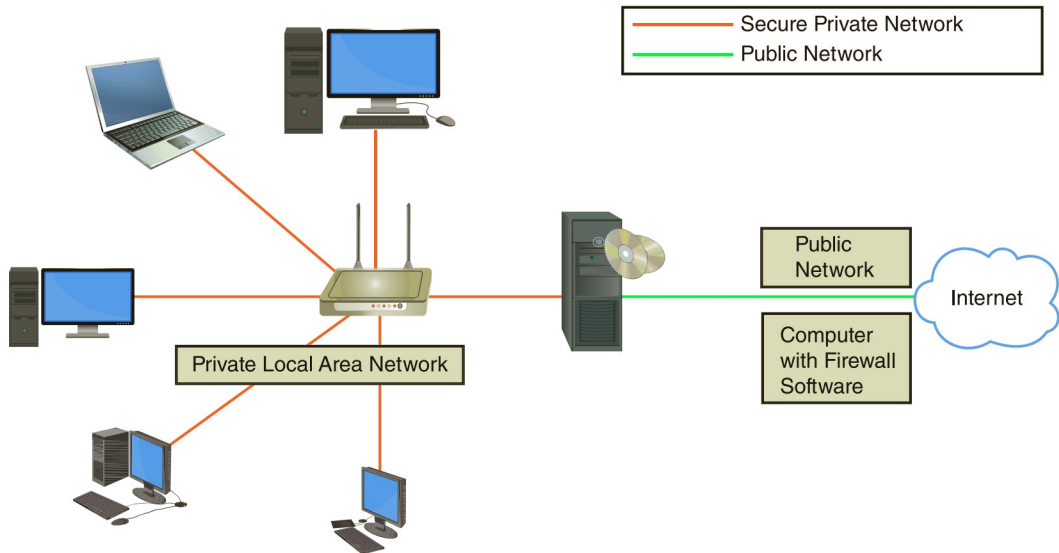 Secure Private Network
Public Network
Public
Network
Internet
Computer
with Firewall
Software
Private Local Area Network